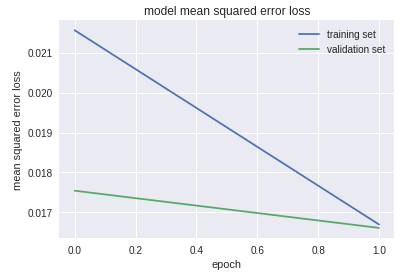 model mean squared error loss
training set
validation set
mean squared error loss
0.021
0.020
0.019
0.018
0.017
0.0 0.2 0.4 0.6 0.8 1.0
epoch